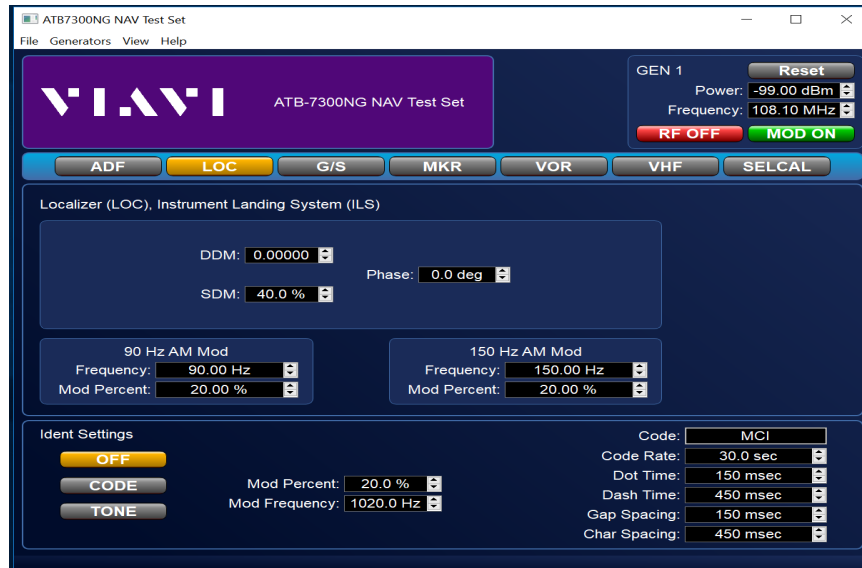 ATB7300NG NAV Test Set
File Generators View Help
VIAVI
ATB-7300NG NAV Test Set
GEN 1 Reset
Power: -99.00 dBm
Frequency: 108.10 MHz
RF OFF MOD ON
ADF LOC G/S MKR VOR VHF SELCAL
Localizer (LOC), Instrument Landing System (ILS)
DDM: 0.00000
Phase: 0.0 deg
SDM: 40.0 %
90 Hz AM Mod
Frequency: 90.00 Hz
Mod Percent: 20.00 %
150 Hz AM Mod
Frequency: 150.00 Hz
Mod Percent: 20.00 %
Ident Settings
OFF
CODE
TONE
Mod Percent: 20.0 %
Mod Frequency: 1020.0 Hz
Code: MCI
Code Rate: 30.0 sec
Dot Time: 150 msec
Dash Time: 450 msec
Gap Spacing: 150 msec
Char Spacing: 450 msec